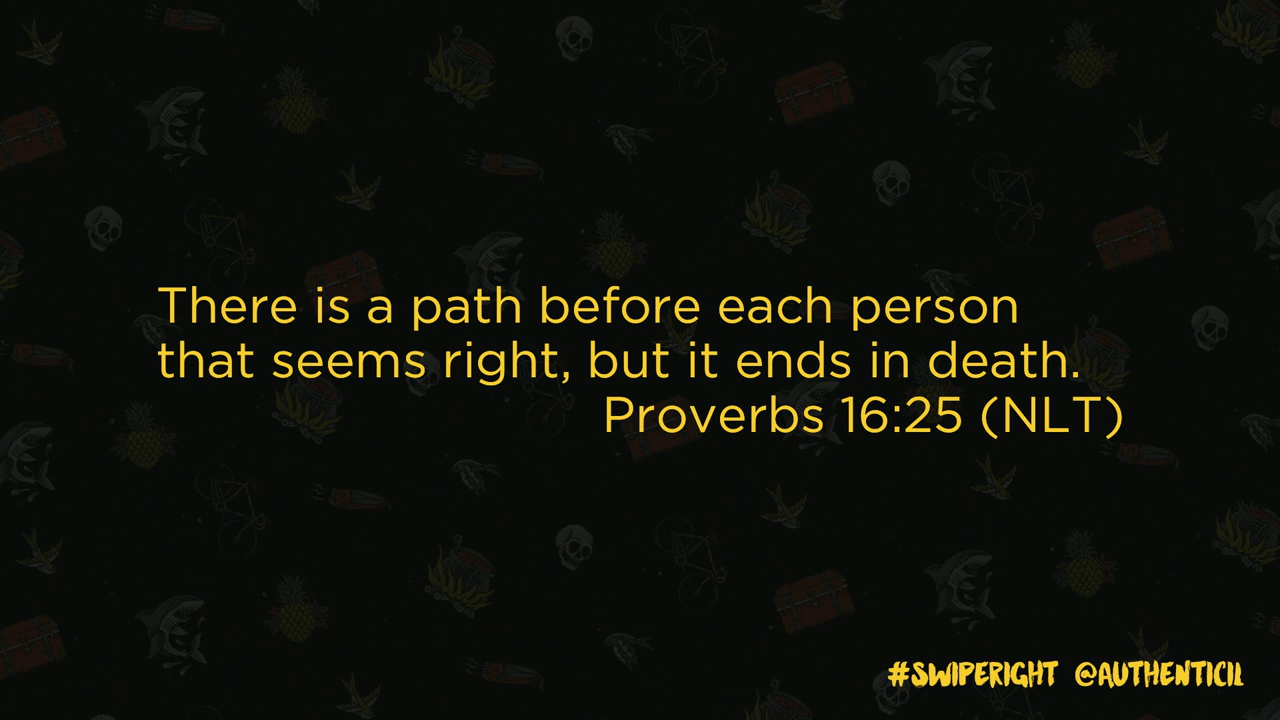 There is a path before each person
that seems right, but it ends in death.
Proverbs 16:25 (NLT)
#SWIPERIGHT @AUTHENTICIL